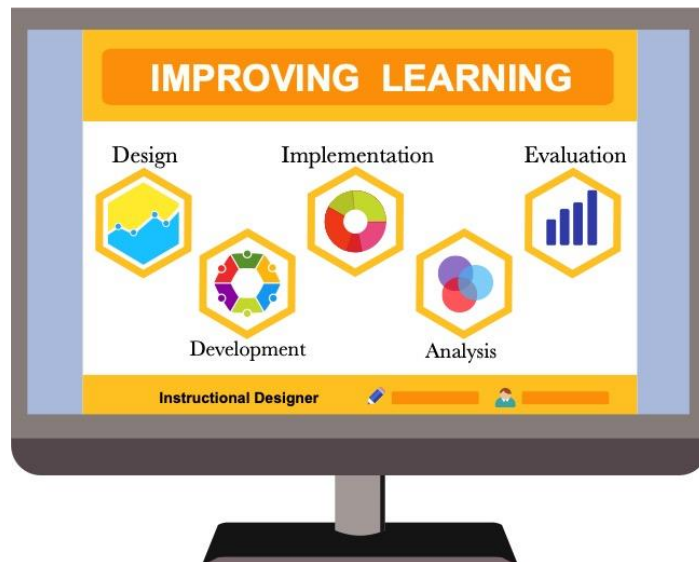 IMPROVING LEARNING
Design
Implementation
Evaluation
Development
Analysis
Instructional Designer